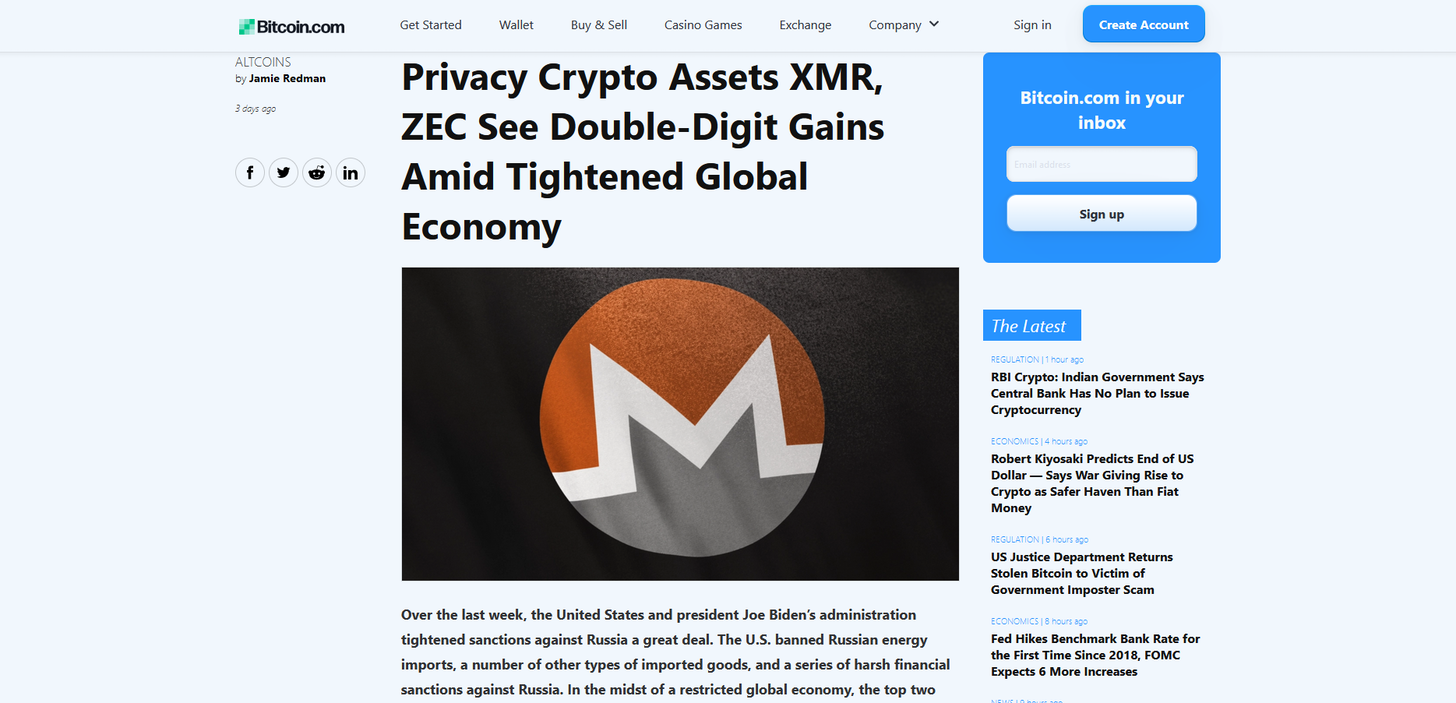 Bitcoin.com
Get Started
Wallet
Buy & Sell
Casino Games
Exchange
Company
Sign in
Create Account
ALTCOINS
by Jamie Redman
3 days ago
Privacy Crypto Assets XMR,
ZEC See Double-Digit Gains
Amid Tightened Global
Economy
Over the last week, the United States and president Joe Biden’s administration
tightened sanctions against Russia a great deal. The U.S. banned Russian energy
imports, a number of other types of imported goods, and a series of harsh financial
sanctions against Russia. In the midst of a restricted global economy, the top two
Bitcoin.com in your
inbox
Email address
Sign up
The Latest
REGULATION | 1 hour ago
RBI Crypto: Indian Government Says
Central Bank Has No Plan to Issue
Cryptocurrency
ECONOMICS | 4 hours ago
Robert Kiyosaki Predicts End of US
Dollar — Says War Giving Rise to
Crypto as Safer Haven Than Fiat
Money
REGULATION | 6 hours ago
US Justice Department Returns
Stolen Bitcoin to Victim of
Government Imposter Scam
ECONOMICS | 8 hours ago
Fed Hikes Benchmark Bank Rate for
the First Time Since 2018, FOMC
Expects 6 More Increases